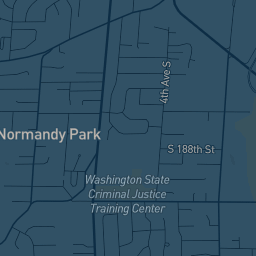 4th Ave S
Normandy Park
S 188th St
Washington State
Criminal Justice
Training Center